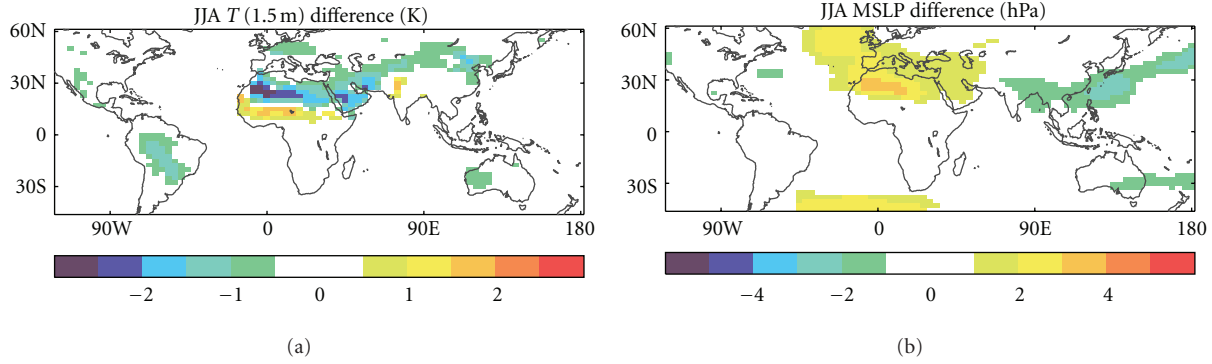 JJA T (1.5 m) difference (K)
60N
30N
0
30S
90W 0 90E 180
−2 −1 0 1 2
(a)
JJA MSLP difference (hPa)
60N
30N
0
30S
90W 0 90E 180
−4 −2 0 2 4
(b)